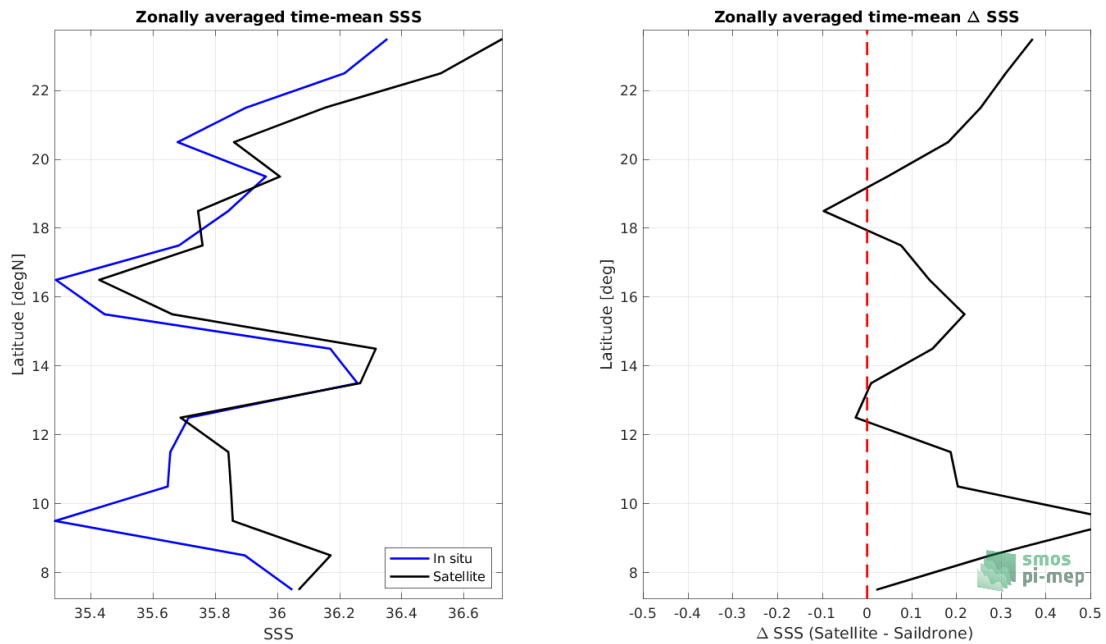 Zonally averaged time-mean SSS
Latitude [degN]
22
20
18
16
14
12
10
8
35.4 35.6 35.8 36 36.2 36.4 36.6
SSS
In situ
Satellite
Zonally averaged time-mean Δ SSS
Latitude [deg]
22
20
18
16
14
12
10
8
-0.5 -0.4 -0.3 -0.2 -0.1 0 0.1 0.2 0.3 0.4 0.5
Δ SSS (Satellite - Saildrone)
smos
pi-mep